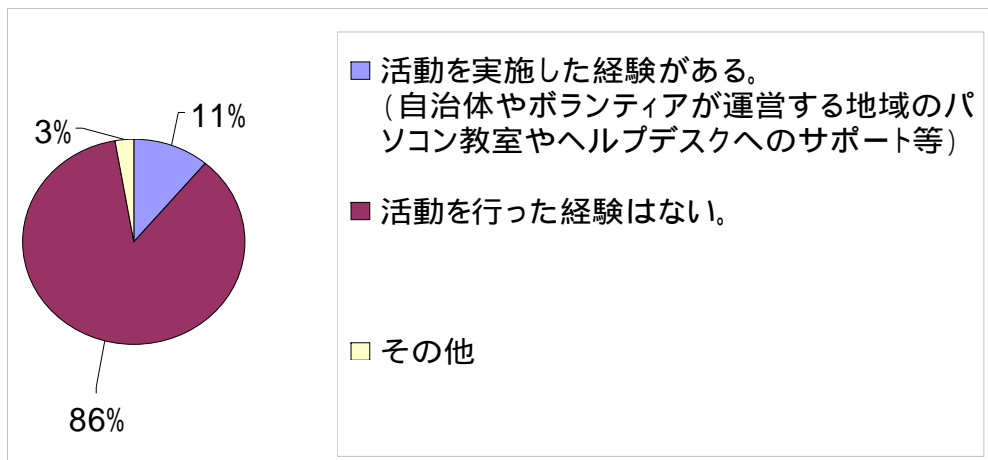 活動を実施した経験がある。
(自治体やボランティアが運営する地域のパ
ソコン教室やヘルプデスクへのサポート等)
活動を行った経験はない。
その他
3%
11%
86%